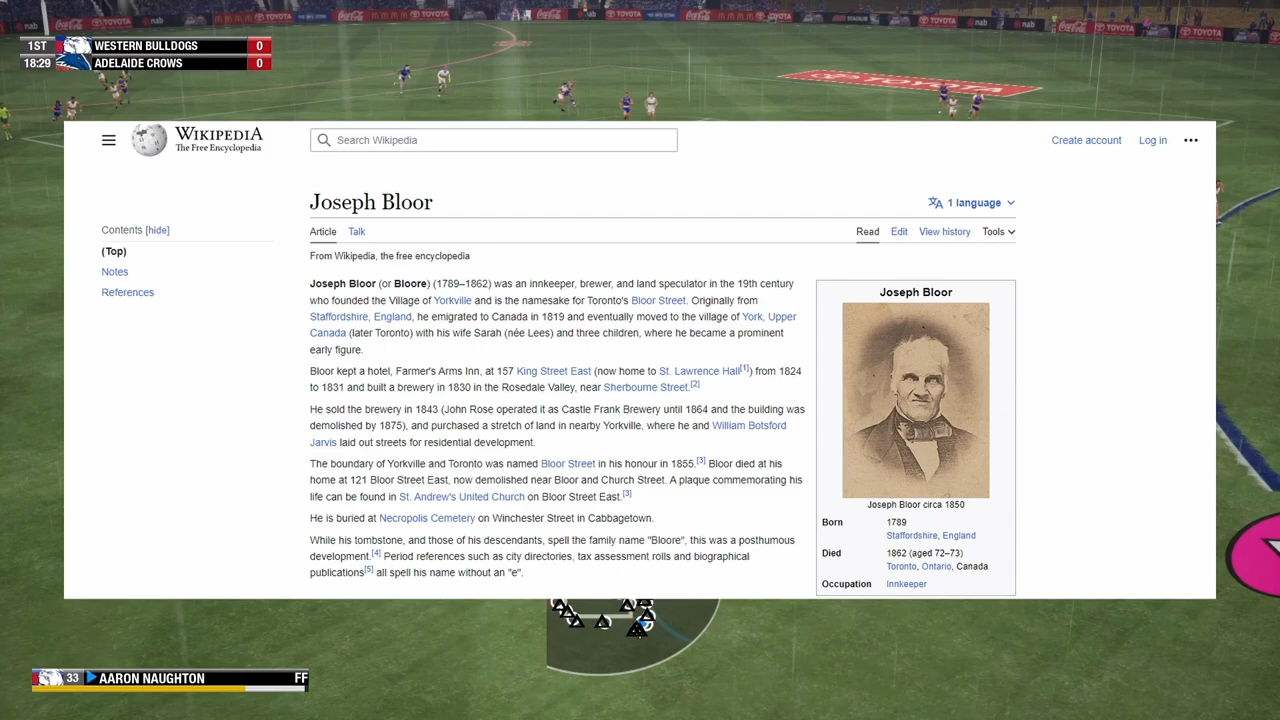 1ST WESTERN BULLDOGS 0
18:29 ADELAIDE CROWS 0
Coca-Cola TOYOTA
nab TOYOTA
TOYOTA
WIKIPEDIA
The Free Encyclopedia
Search Wikipedia
Create account Log in
Joseph Bloor
1 language
Contents [hide]
(Top)
Notes
References
Article Talk
Read Edit View history Tools
From Wikipedia, the free encyclopedia
Joseph Bloor (or Bloore) (1789–1862) was an innkeeper, brewer, and land speculator in the 19th century
who founded the Village of Yorkville and is the namesake for Toronto's Bloor Street. Originally from
Staffordshire, England, he emigrated to Canada in 1819 and eventually moved to the village of York, Upper
Canada (later Toronto) with his wife Sarah (née Lees) and three children, where he became a prominent
early figure.
Bloor kept a hotel, Farmer's Arms Inn, at 157 King Street East (now home to St. Lawrence Hall[1]) from 1824
to 1831 and built a brewery in 1830 in the Rosedale Valley, near Sherbourne Street.[2]
He sold the brewery in 1843 (John Rose operated it as Castle Frank Brewery until 1864 and the building was
demolished by 1875), and purchased a stretch of land in nearby Yorkville, where he and William Botsford
Jarvis laid out streets for residential development.
The boundary of Yorkville and Toronto was named Bloor Street in his honour in 1855.[3] Bloor died at his
home at 121 Bloor Street East, now demolished near Bloor and Church Street. A plaque commemorating his
life can be found in St. Andrew's United Church on Bloor Street East.[3]
He is buried at Necropolis Cemetery on Winchester Street in Cabbagetown.
While his tombstone, and those of his descendants, spell the family name "Bloore", this was a posthumous
development.[4] Period references such as city directories, tax assessment rolls and biographical
publications[5] all spell his name without an "e".
Joseph Bloor
Joseph Bloor circa 1850
Born 1789
Staffordshire, England
Died 1862 (aged 72–73)
Toronto, Ontario, Canada
Occupation Innkeeper
33 AARON NAUGHTON FF